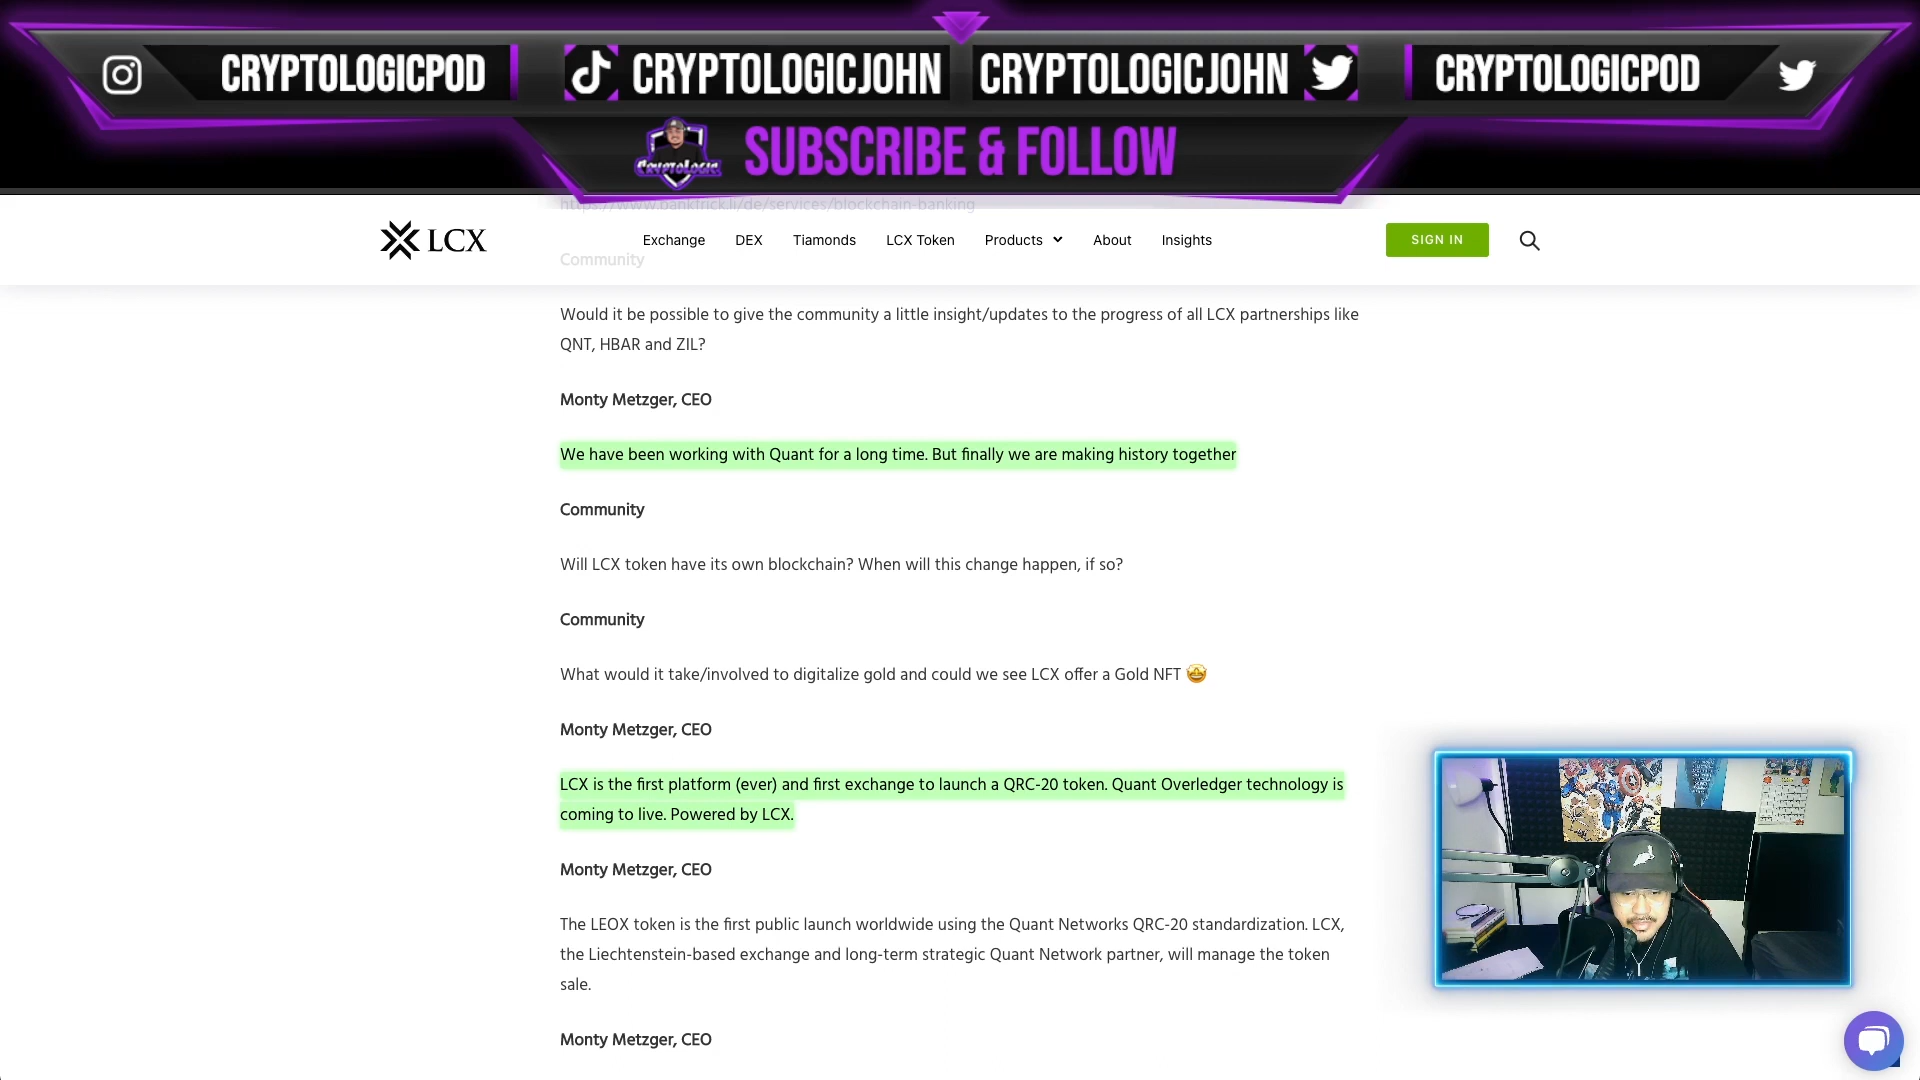 CRYPTOLOGICPOD
CRYPTOLOGICJOHN
CRYPTOLOGICJOHN
CRYPTOLOGICPOD
CRYPTOLOGIC
SUBSCRIBE & FOLLOW
https://www.bankfrick.li/de/services/blockchain-banking
LCX
Exchange
DEX
Tiamonds
LCX Token
Products
About
Insights
SIGN IN
Community
Would it be possible to give the community a little insight/updates to the progress of all LCX partnerships like
QNT, HBAR and ZIL?
Monty Metzger, CEO
We have been working with Quant for a long time. But finally we are making history together
Community
Will LCX token have its own blockchain? When will this change happen, if so?
Community
What would it take/involved to digitalize gold and could we see LCX offer a Gold NFT 🤩
Monty Metzger, CEO
LCX is the first platform (ever) and first exchange to launch a QRC-20 token. Quant Overledger technology is
coming to live. Powered by LCX.
Monty Metzger, CEO
The LEOX token is the first public launch worldwide using the Quant Networks QRC-20 standardization. LCX,
the Liechtenstein-based exchange and long-term strategic Quant Network partner, will manage the token
sale.
Monty Metzger, CEO